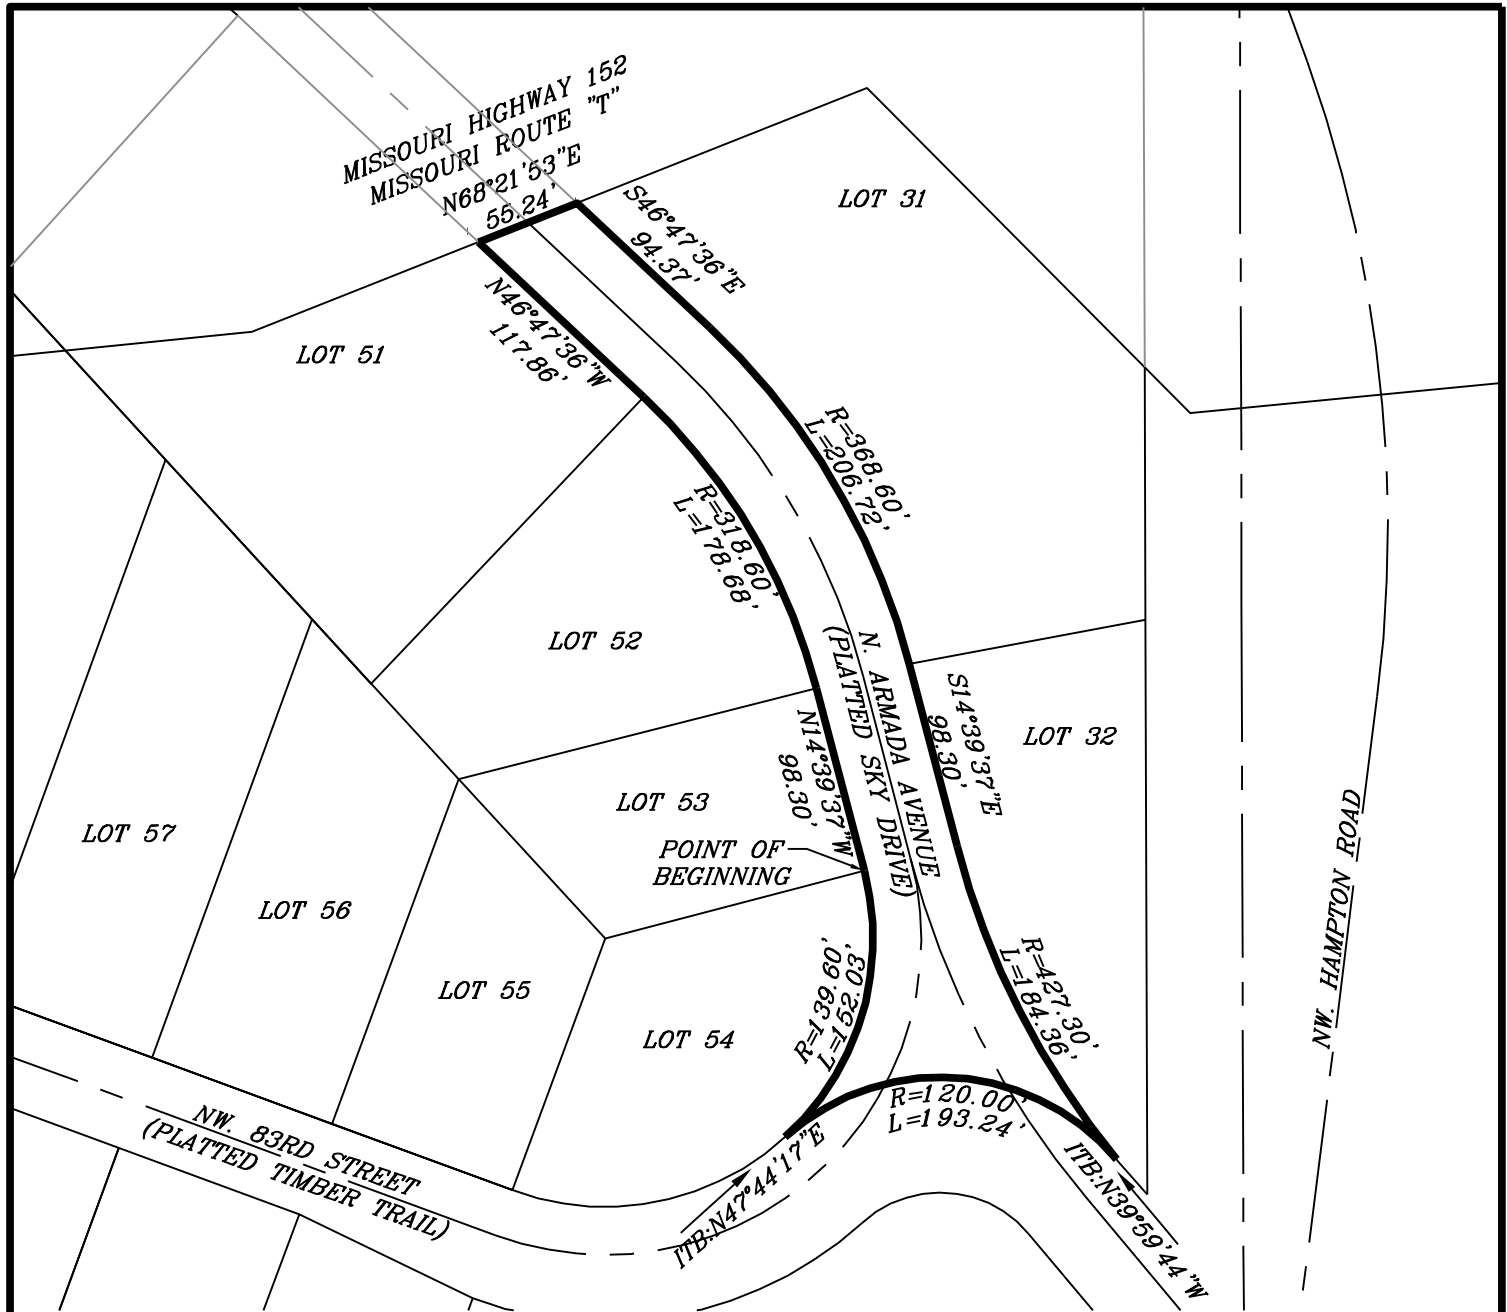 MISSOURI HIGHWAY 152
MISSOURI ROUTE "T"
N68°21'53"E
55.24'
S46°47'36"E
94.37'
LOT 31
N46°47'36"W
117.86'
LOT 51
R=368.60'
L=206.72'
R=318.60'
L=178.68'
LOT 52
N. ARMADA AVENUE
(PLATTED SKY DRIVE)
S14°39'37"E
98.30'
LOT 32
N14°39'37"W
98.30'
LOT 53
LOT 57
POINT OF
BEGINNING
NW. HAMPTON ROAD
LOT 56
LOT 55
R=139.60'
L=152.03'
R=427.30'
L=184.36'
LOT 54
R=120.00'
L=193.24'
NW. 83RD STREET
(PLATTED TIMBER TRAIL)
ITB:N47°44'17"E
ITB:N39°59'44"W